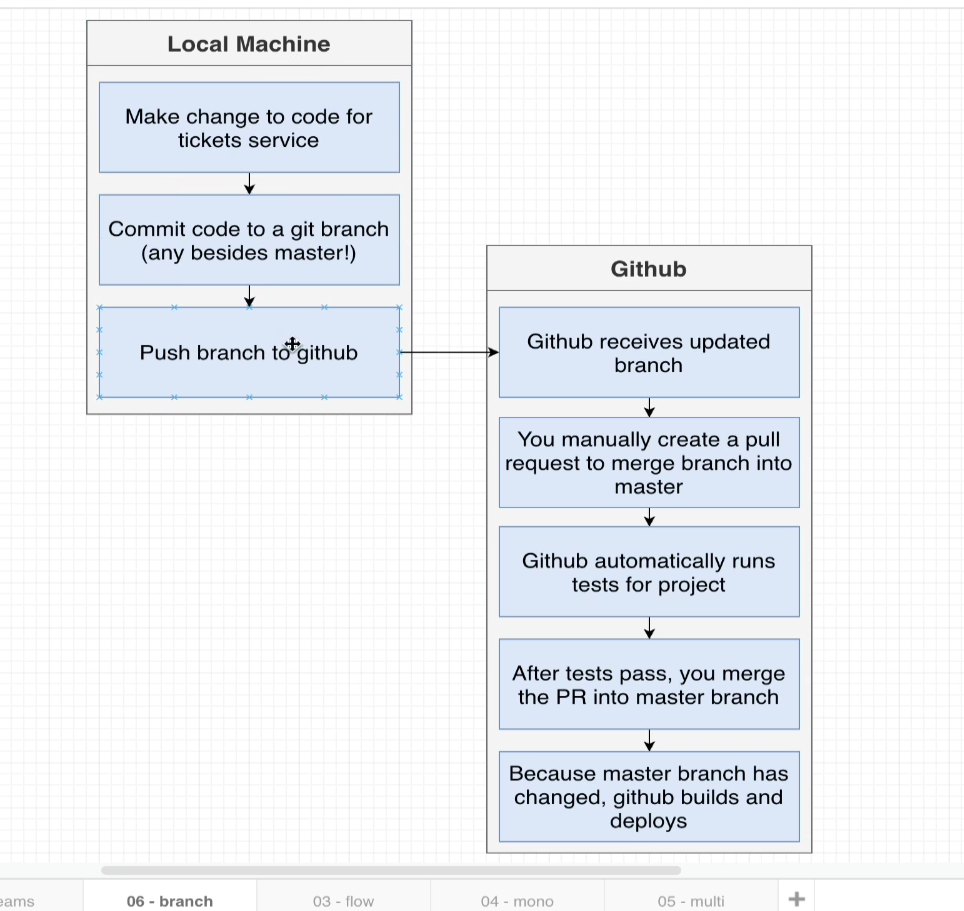 Local Machine
Make change to code for
tickets service
Commit code to a git branch
(any besides master!)
Push branch to github
Github
Github receives updated
branch
You manually create a pull
request to merge branch into
master
Github automatically runs
tests for project
After tests pass, you merge
the PR into master branch
Because master branch has
changed, github builds and
deploys
eams
06 - branch
03 - flow
04 - mono
05 - multi